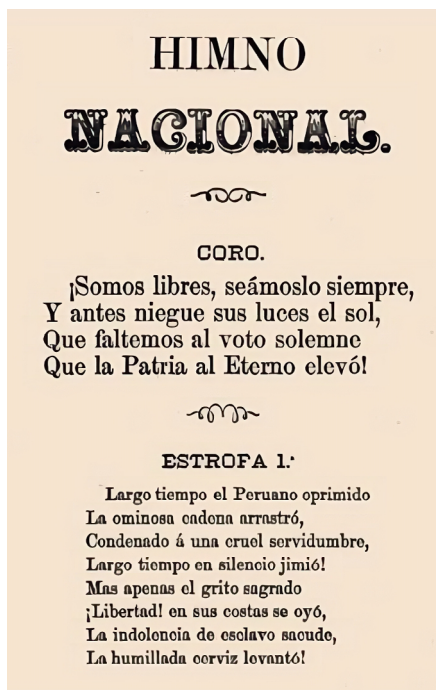 HIMNO
NACIONAL.
CORO.
¡Somos libres, seámoslo siempre,
Y antes niegue sus luces el sol,
Que faltemos al voto solemne
Que la Patria al Eterno elevó!
ESTROFA 1.ª
Largo tiempo el Peruano oprimido
La ominosa cadena arrastró,
Condenado á una cruel servidumbre,
Largo tiempo en silencio jimió!
Mas apenas el grito sagrado
¡Libertad! en sus costas se oyó,
La indolencia de esclavo sacude,
La humillada cerviz levantó!